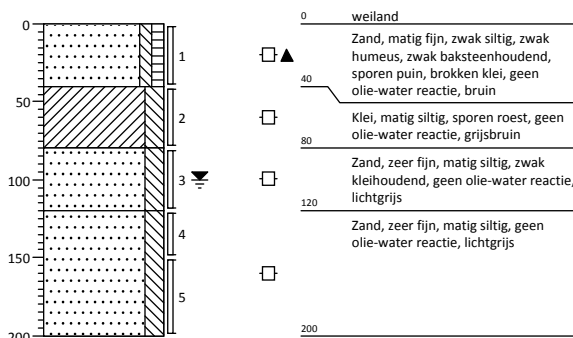 0
50
100
150
200
1
2
3
4
5
0
weiland
Zand, matig fijn, zwak siltig, zwak
humeus, zwak baksteenhoudend,
sporen puin, brokken klei, geen
olie-water reactie, bruin
40
Klei, matig siltig, sporen roest, geen
olie-water reactie, grijsbruin
80
Zand, zeer fijn, matig siltig, zwak
kleihoudend, geen olie-water reactie,
lichtgrijs
120
Zand, zeer fijn, matig siltig, geen
olie-water reactie, lichtgrijs
200